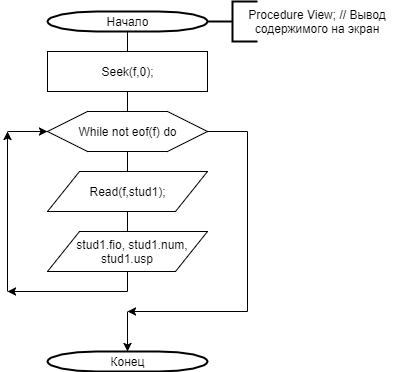 Начало
Procedure View; // Вывод
содержимого на экран
Seek(f,0);
While not eof(f) do
Read(f,stud1);
stud1.fio, stud1.num,
stud1.usp
Конец